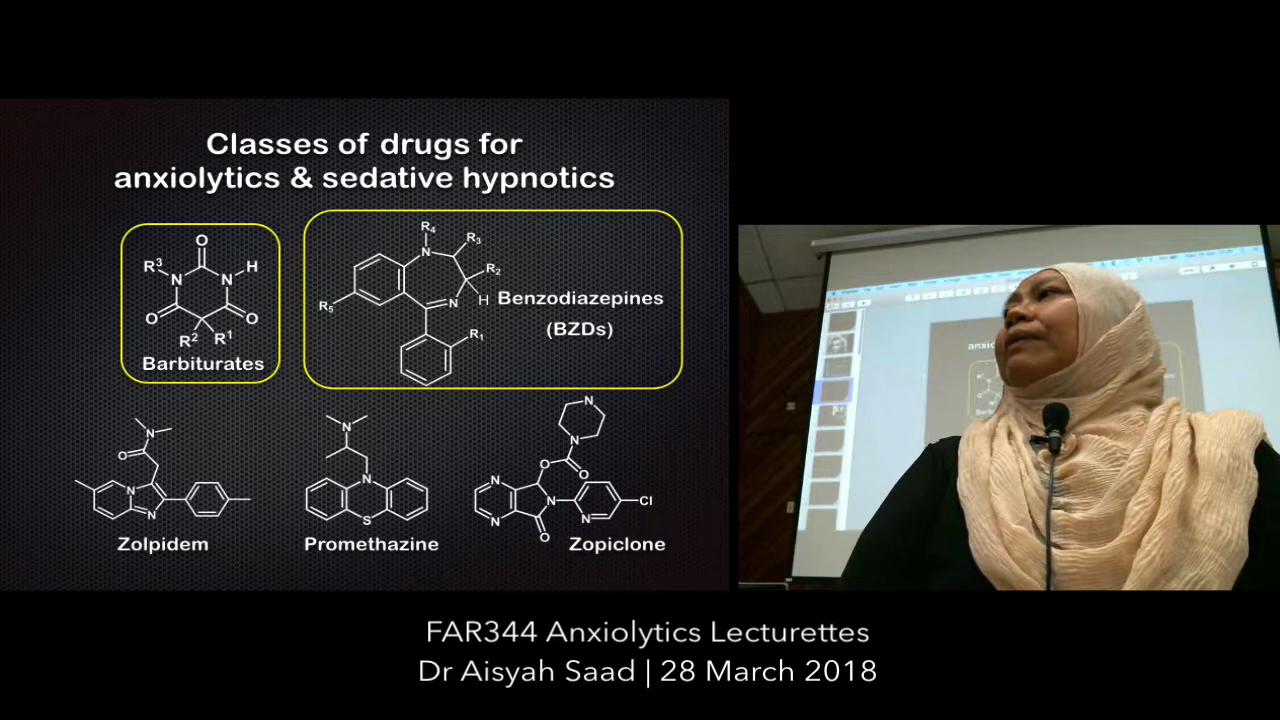 Classes of drugs for
anxiolytics & sedative hypnotics
O
R³
N
N
H
O
O
R² R¹
Barbiturates
R₄
N
R₃
R₂
N
H
R₅
R₁
Benzodiazepines
(BZDs)
N
O
N
N
Zolpidem
N
N
S
Promethazine
N
N
O
O
N
N
N
Cl
N
O
Zopiclone
anxio
FAR344 Anxiolytics Lecturettes
Dr Aisyah Saad | 28 March 2018